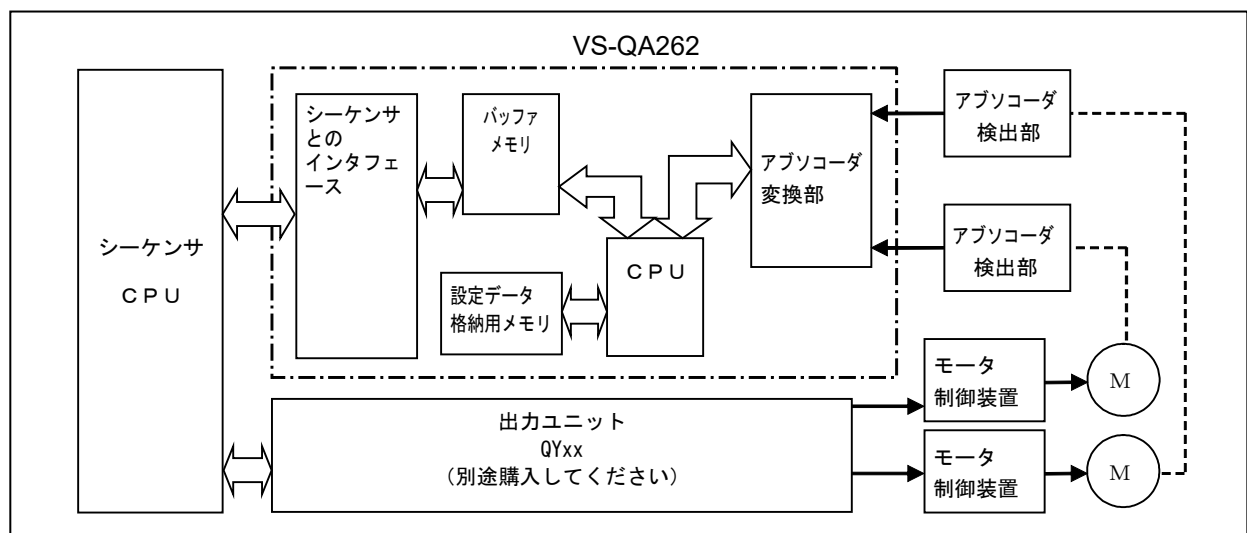 VS-QA262
シーケンサ
ＣＰＵ
シーケンサ
との
インタフェ
ース
バッファ
メモリ
設定データ
格納用メモリ
ＣＰＵ
アブソコーダ
変換部
アブソコーダ
検出部
アブソコーダ
検出部
出力ユニット
QYxx
（別途購入してください）
モータ
制御装置
M
モータ
制御装置
M